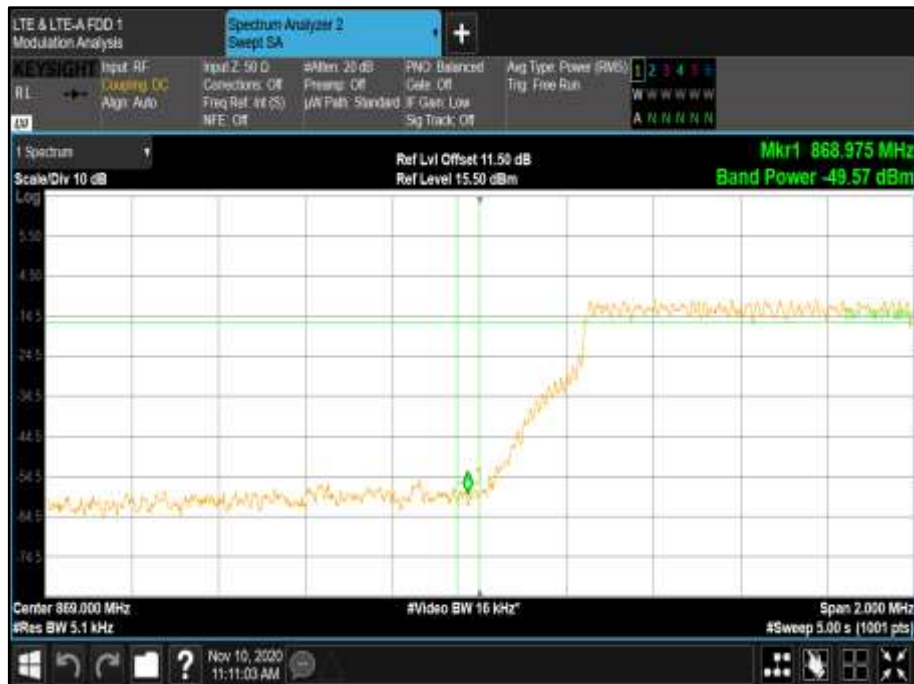 LTE & LTE-A FDD 1
Modulation Analysis
Spectrum Analyzer 2
Swept SA
+
KEYSIGHT
RL
LV
Input: RF
Coupling: DC
Align: Auto
Input Z: 50 Ω
Corrections: Off
Freq Ref: Int (S)
NFE: Off
#Atten: 20 dB
Preamp: Off
µW Path: Standard
PNO: Balanced
Gate: Off
IF Gain: Low
Sig Track: Off
Avg Type: Power (RMS)
Trig: Free Run
1 2 3 4 5 6
W W W W W W
A N N N N N
1 Spectrum
Scale/Div 10 dB
Ref Lvl Offset 11.50 dB
Ref Level 15.50 dBm
Mkr1 868.975 MHz
Band Power -49.57 dBm
Log
5.50
-4.50
-14.5
-24.5
-34.5
-44.5
-54.5
-64.5
-74.5
Center 869.000 MHz
#Res BW 5.1 kHz
#Video BW 16 kHz*
Span 2.000 MHz
#Sweep 5.00 s (1001 pts)
?
Nov 10, 2020
11:11:03 AM